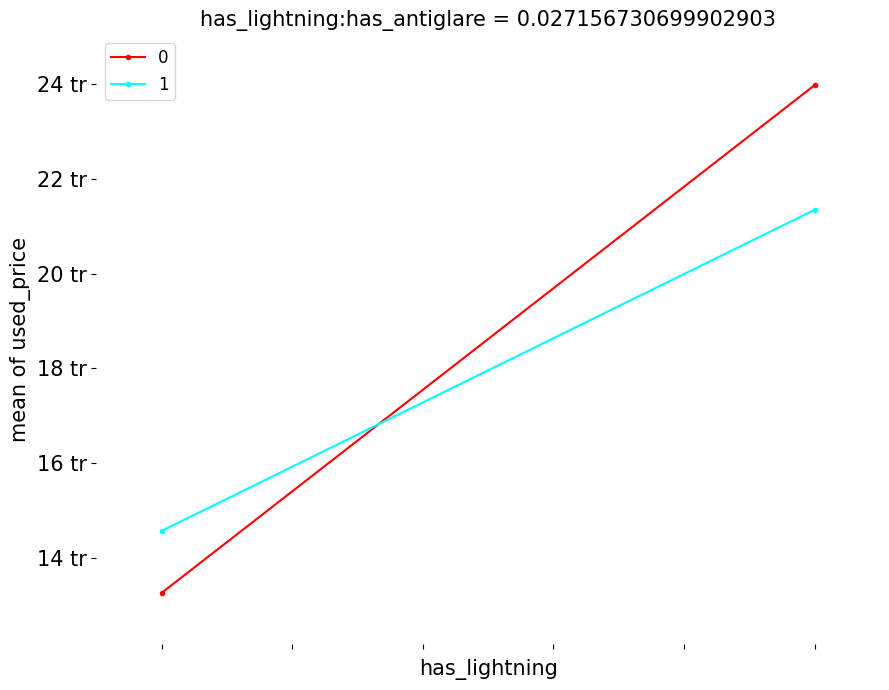 has_lightning:has_antiglare = 0.027156730699902903
0
1
24 tr
22 tr
20 tr
18 tr
16 tr
14 tr
mean of used_price
has_lightning